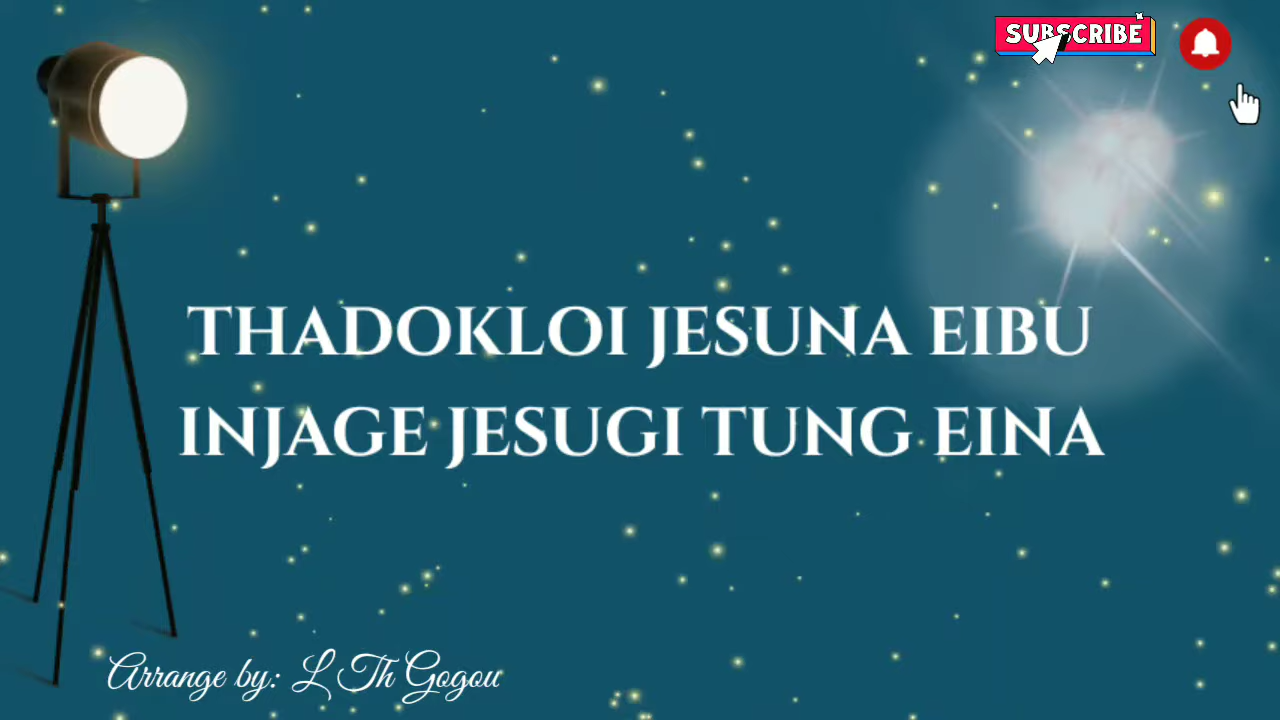 SUBSCRIBE
THADOKLOI JESUNA EIBU
INJAGE JESUGI TUNG EINA
Arrange by: L Th Gogou